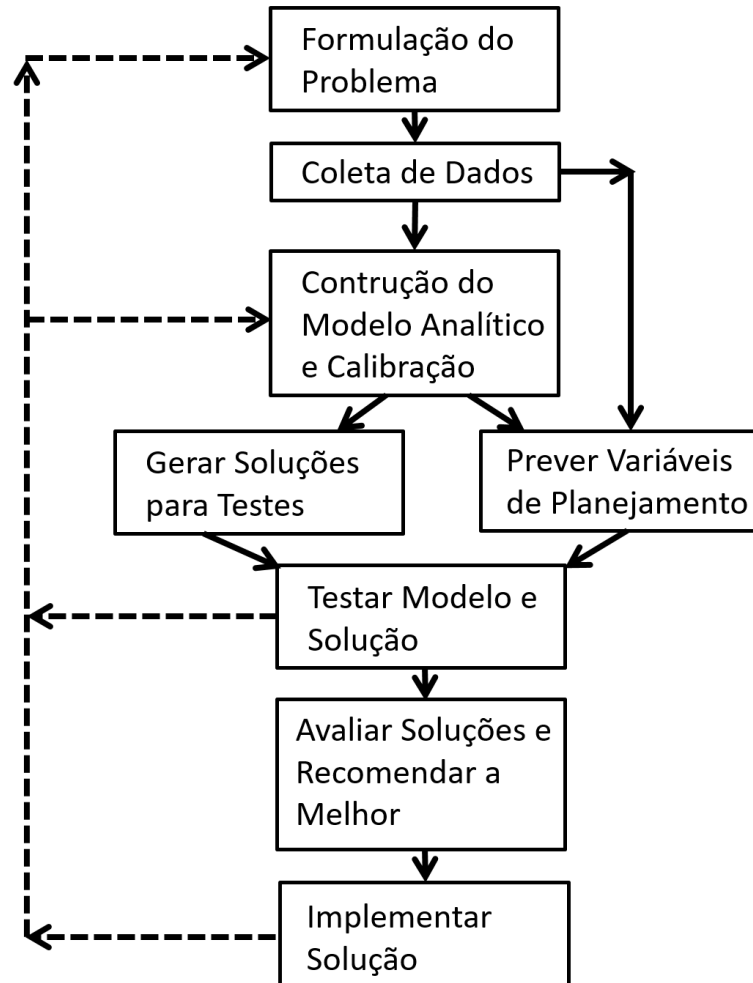 Formulação do
Problema
Coleta de Dados
Contrução do
Modelo Analítico
e Calibração
Gerar Soluções
para Testes
Prever Variáveis
de Planejamento
Testar Modelo e
Solução
Avaliar Soluções e
Recomendar a
Melhor
Implementar
Solução